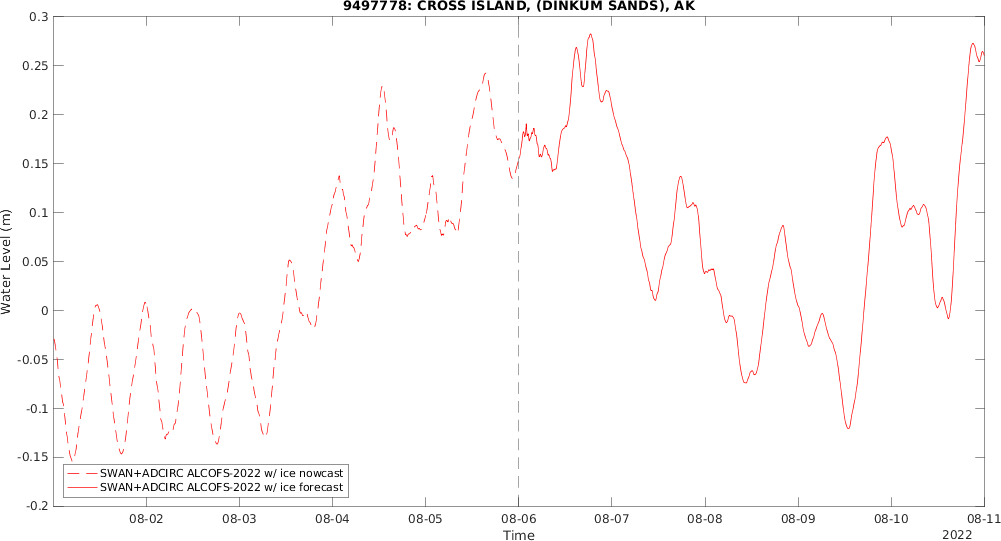 9497778: CROSS ISLAND, (DINKUM SANDS), AK
0.3
0.25
0.2
0.15
0.1
0.05
0
-0.05
-0.1
-0.15
-0.2
Water Level (m)
SWAN+ADCIRC ALCOFS-2022 w/ ice nowcast
SWAN+ADCIRC ALCOFS-2022 w/ ice forecast
08-02 08-03 08-04 08-05 08-06 08-07 08-08 08-09 08-10 08-11
Time
2022